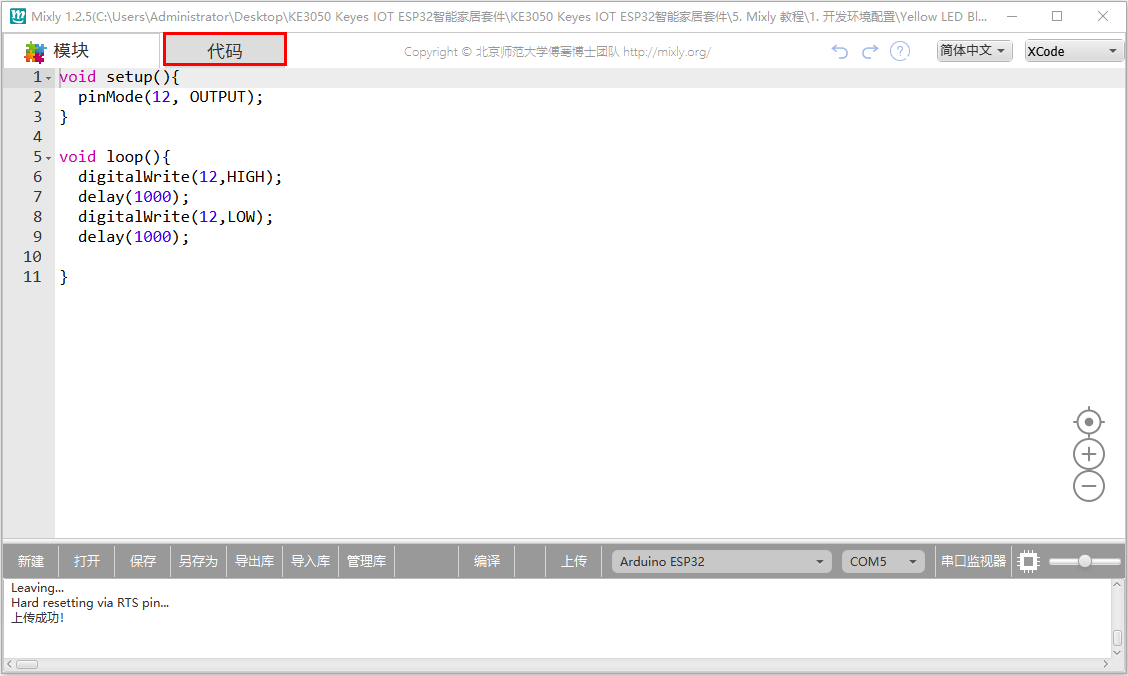 Mixly 1.2.5(C:\Users\Administrator\Desktop\KE3050 Keyes IOT ESP32智能家居套件\KE3050 Keyes IOT ESP32智能家居套件\5. Mixly 教程\1. 开发环境配置\Yellow LED Bl...
模块 代码 Copyright © 北京师范大学傅骞博士团队 http://mixly.org/ ? 简体中文 XCode
1 void setup(){
2 pinMode(12, OUTPUT);
3 }
4
5 void loop(){
6 digitalWrite(12,HIGH);
7 delay(1000);
8 digitalWrite(12,LOW);
9 delay(1000);
10
11 }
新建 打开 保存 另存为 导出库 导入库 管理库 编译 上传 Arduino ESP32 COM5 串口监视器
Leaving...
Hard resetting via RTS pin...
上传成功!